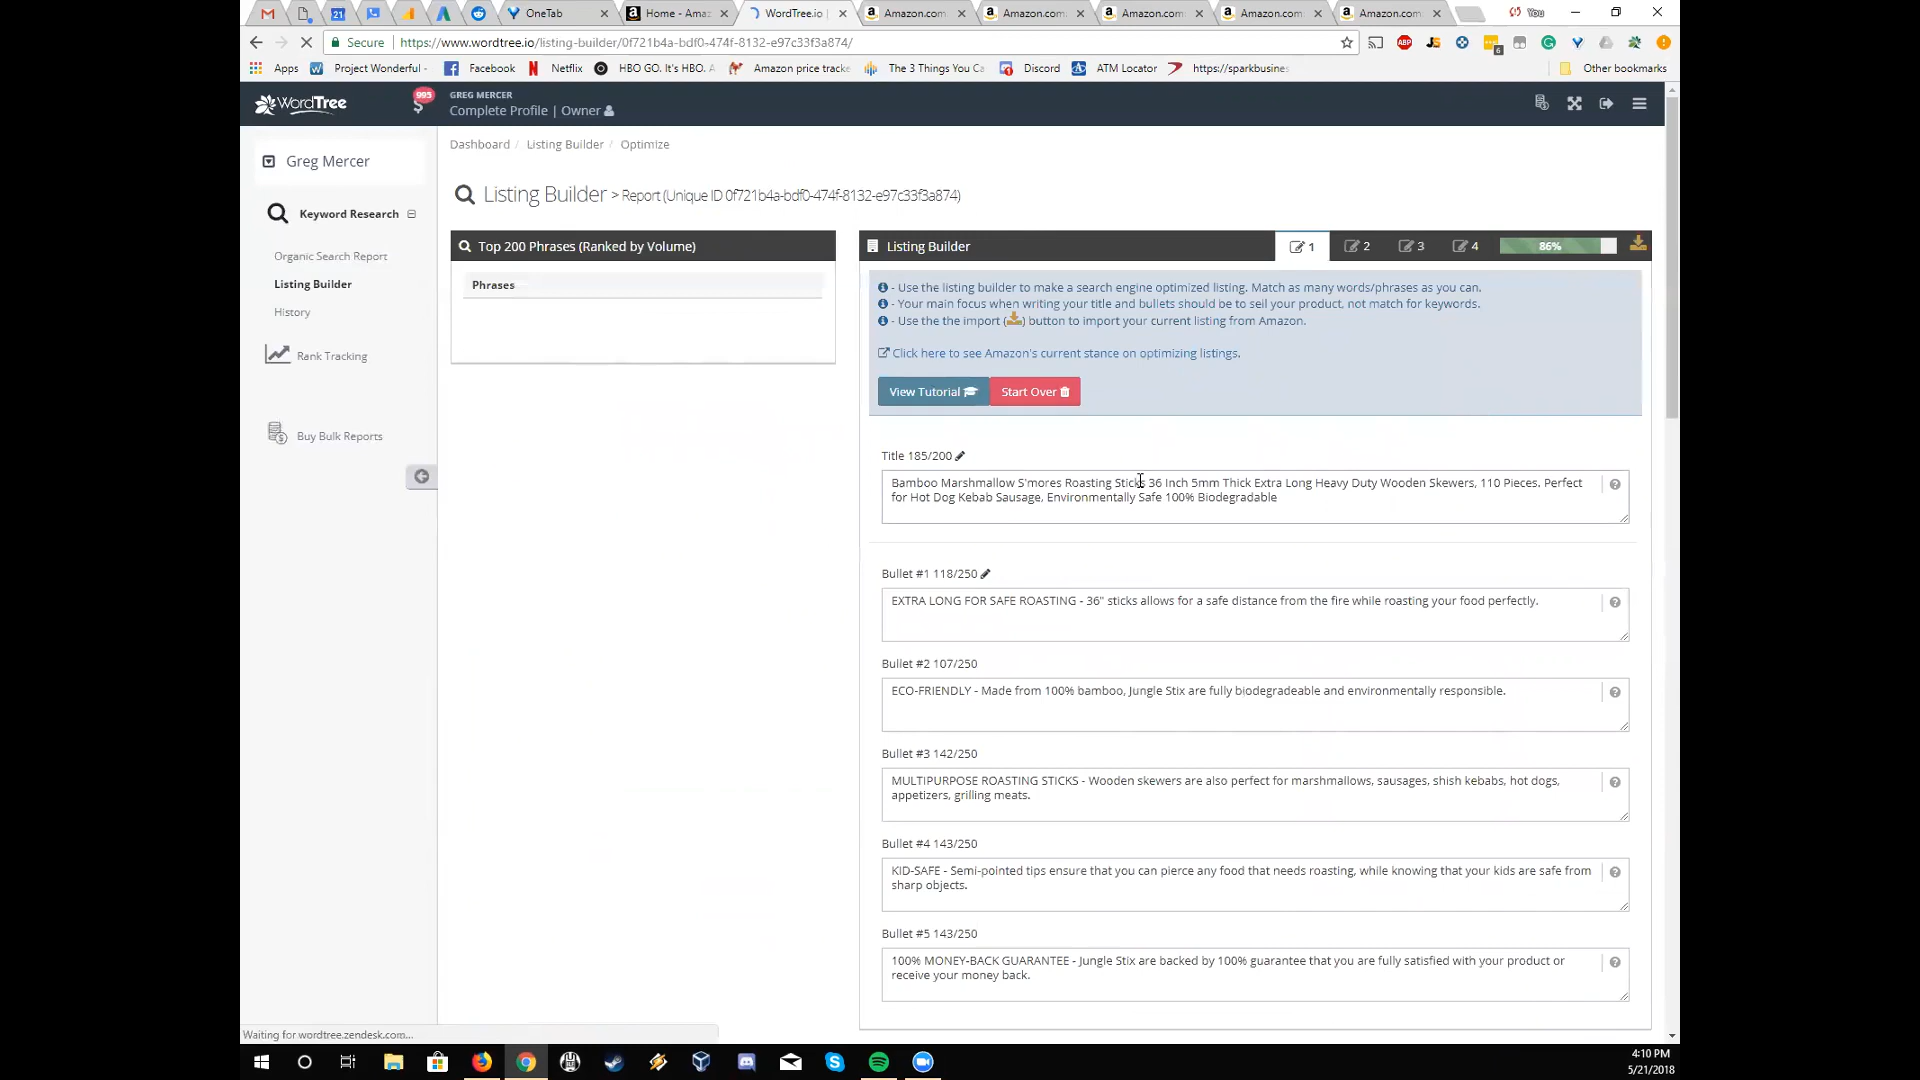 OneTab
Home - Amaz
WordTree.io
Amazon.com
Amazon.com
Amazon.com
Amazon.com
Amazon.com
You
Secure
https://www.wordtree.io/listing-builder/0f721b4a-bdf0-474f-8132-e97c33f3a874/
Apps
Project Wonderful -
Facebook
Netflix
HBO GO. It's HBO. A
Amazon price tracke
The 3 Things You Ca
Discord
ATM Locator
https://sparkbusines
Other bookmarks
WordTree
995
GREG MERCER
Complete Profile | Owner
Greg Mercer
Keyword Research
Organic Search Report
Listing Builder
History
Rank Tracking
Buy Bulk Reports
Dashboard / Listing Builder / Optimize
Listing Builder > Report (Unique ID 0f721b4a-bdf0-474f-8132-e97c33f3a874)
Top 200 Phrases (Ranked by Volume)
Phrases
Listing Builder
1
2
3
4
86%
- Use the listing builder to make a search engine optimized listing. Match as many words/phrases as you can.
- Your main focus when writing your title and bullets should be to sell your product, not match for keywords.
- Use the the import ( ) button to import your current listing from Amazon.
Click here to see Amazon's current stance on optimizing listings.
View Tutorial
Start Over
Title 185/200
Bamboo Marshmallow S'mores Roasting Sticks 36 Inch 5mm Thick Extra Long Heavy Duty Wooden Skewers, 110 Pieces. Perfect
for Hot Dog Kebab Sausage, Environmentally Safe 100% Biodegradable
Bullet #1 118/250
EXTRA LONG FOR SAFE ROASTING - 36" sticks allows for a safe distance from the fire while roasting your food perfectly.
Bullet #2 107/250
ECO-FRIENDLY - Made from 100% bamboo, Jungle Stix are fully biodegradeable and environmentally responsible.
Bullet #3 142/250
MULTIPURPOSE ROASTING STICKS - Wooden skewers are also perfect for marshmallows, sausages, shish kebabs, hot dogs,
appetizers, grilling meats.
Bullet #4 143/250
KID-SAFE - Semi-pointed tips ensure that you can pierce any food that needs roasting, while knowing that your kids are safe from
sharp objects.
Bullet #5 143/250
100% MONEY-BACK GUARANTEE - Jungle Stix are backed by 100% guarantee that you are fully satisfied with your product or
receive your money back.
Waiting for wordtree.zendesk.com...
4:10 PM
5/21/2018